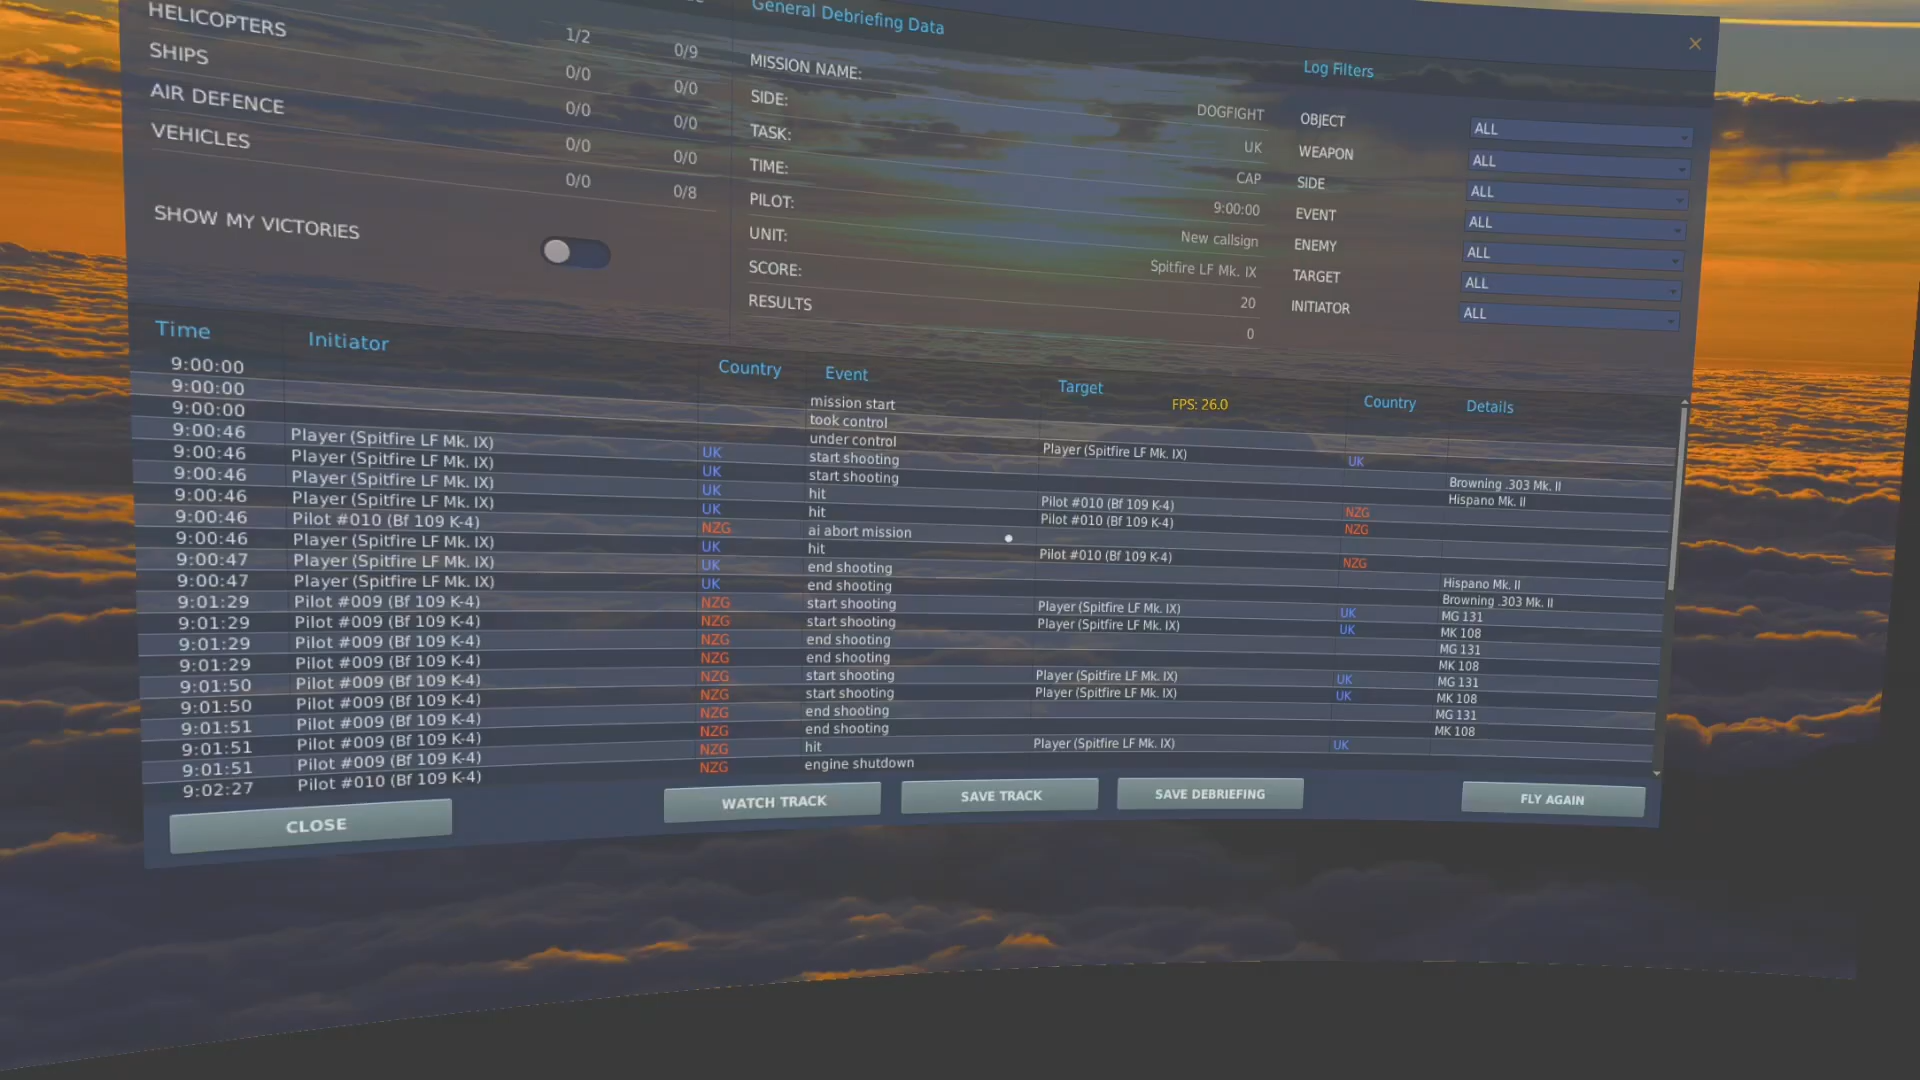 General Debriefing Data
HELICOPTERS 1/2 0/9
SHIPS 0/0 0/0
AIR DEFENCE 0/0 0/0
VEHICLES 0/0 0/0
0/0 0/8
SHOW MY VICTORIES
MISSION NAME: DOGFIGHT
SIDE: UK
TASK: CAP
TIME: 9:00:00
PILOT: New callsign
UNIT: Spitfire LF Mk. IX
SCORE: 20
RESULTS 0
Log Filters
OBJECT ALL
WEAPON ALL
SIDE ALL
EVENT ALL
ENEMY ALL
TARGET ALL
INITIATOR ALL
Time Initiator Country Event Target Country Details
FPS: 26.0
9:00:00 mission start
9:00:00 took control
9:00:00 under control Player (Spitfire LF Mk. IX) UK
9:00:46 Player (Spitfire LF Mk. IX) UK start shooting Browning .303 Mk. II
9:00:46 Player (Spitfire LF Mk. IX) UK start shooting Hispano Mk. II
9:00:46 Player (Spitfire LF Mk. IX) UK hit Pilot #010 (Bf 109 K-4) NZG
9:00:46 Player (Spitfire LF Mk. IX) UK hit Pilot #010 (Bf 109 K-4) NZG
9:00:46 Pilot #010 (Bf 109 K-4) NZG ai abort mission
9:00:46 Player (Spitfire LF Mk. IX) UK hit Pilot #010 (Bf 109 K-4) NZG
9:00:47 Player (Spitfire LF Mk. IX) UK end shooting Hispano Mk. II
9:00:47 Player (Spitfire LF Mk. IX) UK end shooting Browning .303 Mk. II
9:01:29 Pilot #009 (Bf 109 K-4) NZG start shooting Player (Spitfire LF Mk. IX) UK MG 131
9:01:29 Pilot #009 (Bf 109 K-4) NZG start shooting Player (Spitfire LF Mk. IX) UK MK 108
9:01:29 Pilot #009 (Bf 109 K-4) NZG end shooting MG 131
9:01:29 Pilot #009 (Bf 109 K-4) NZG end shooting MK 108
9:01:50 Pilot #009 (Bf 109 K-4) NZG start shooting Player (Spitfire LF Mk. IX) UK MG 131
9:01:50 Pilot #009 (Bf 109 K-4) NZG start shooting Player (Spitfire LF Mk. IX) UK MK 108
9:01:51 Pilot #009 (Bf 109 K-4) NZG end shooting MG 131
9:01:51 Pilot #009 (Bf 109 K-4) NZG end shooting MK 108
9:01:51 Pilot #009 (Bf 109 K-4) NZG hit Player (Spitfire LF Mk. IX) UK
9:02:27 Pilot #010 (Bf 109 K-4) NZG engine shutdown
CLOSE WATCH TRACK SAVE TRACK SAVE DEBRIEFING FLY AGAIN